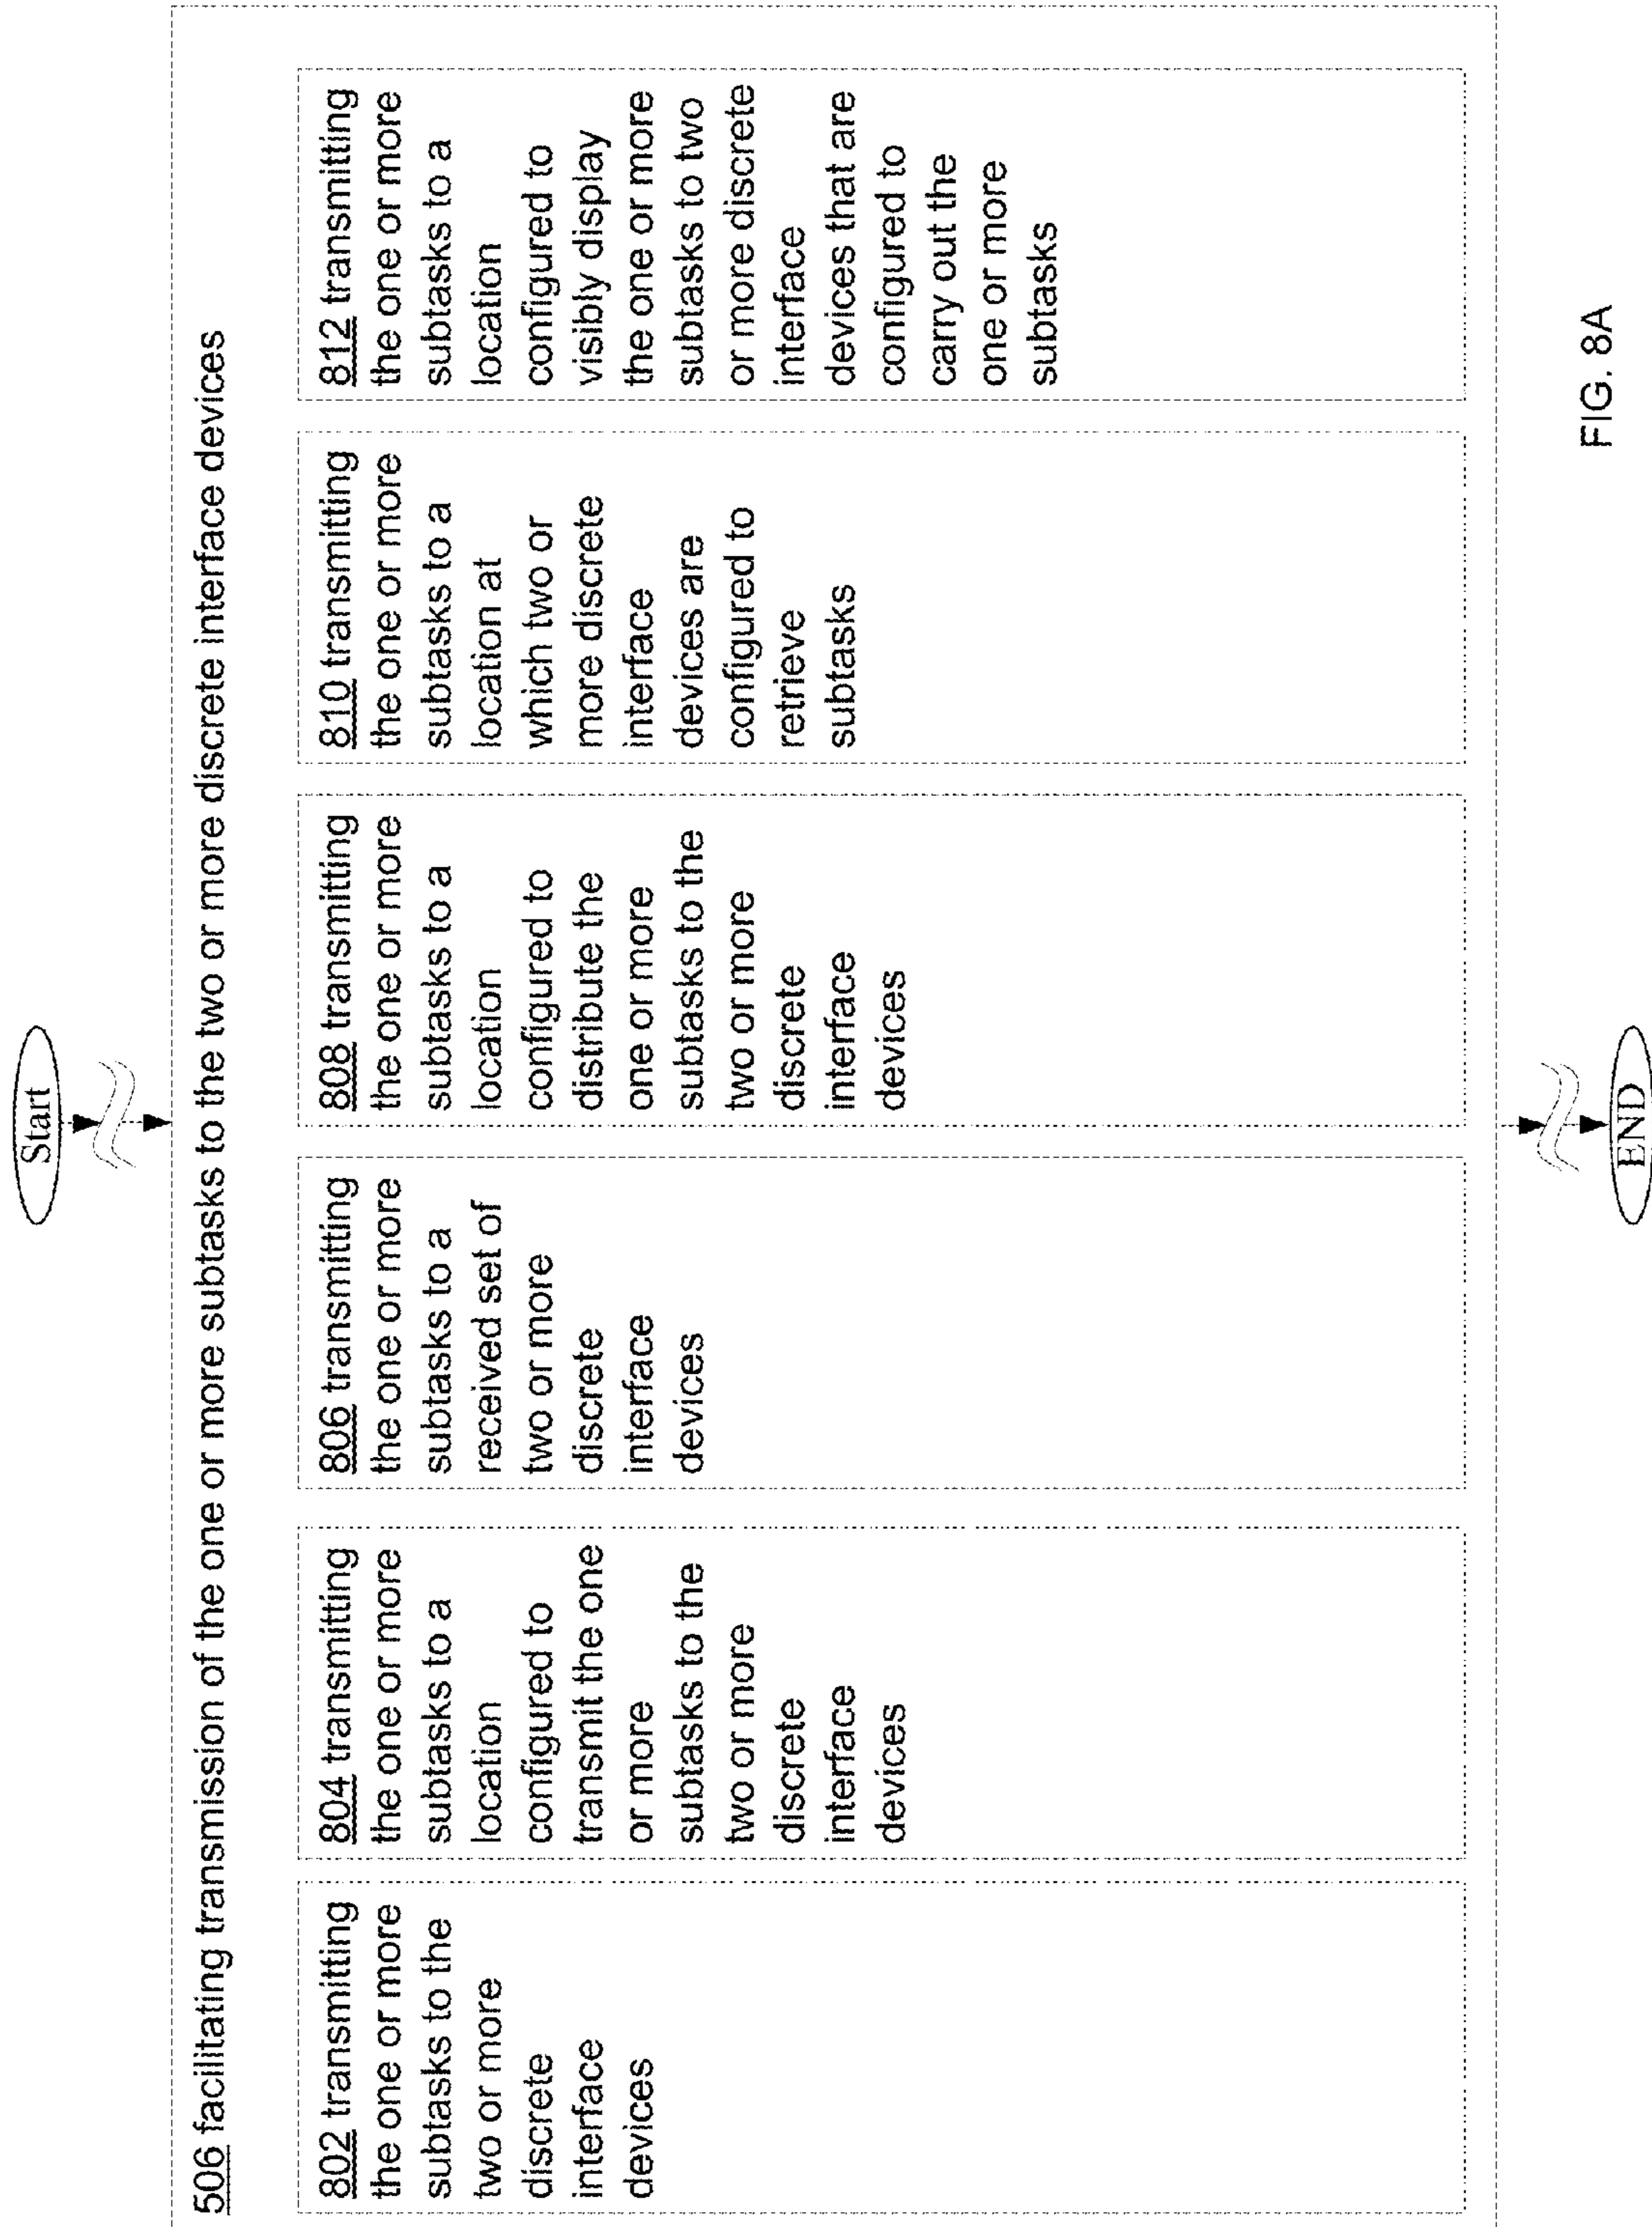 Start
506 facilitating transmission of the one or more subtasks to the two or more discrete interface devices
802 transmitting
the one or more
subtasks to the
two or more
discrete
interface
devices
804 transmitting
the one or more
subtasks to a
location
configured to
transmit the one
or more
subtasks to the
two or more
discrete
interface
devices
806 transmitting
the one or more
subtasks to a
received set of
two or more
discrete
interface
devices
808 transmitting
the one or more
subtasks to a
location
configured to
distribute the
one or more
subtasks to the
two or more
discrete
interface
devices
810 transmitting
the one or more
subtasks to a
location at
which two or
more discrete
interface
devices are
configured to
retrieve
subtasks
812 transmitting
the one or more
subtasks to a
location
configured to
visibly display
the one or more
subtasks to two
or more discrete
interface
devices that are
configured to
carry out the
one or more
subtasks
END
FIG. 8A